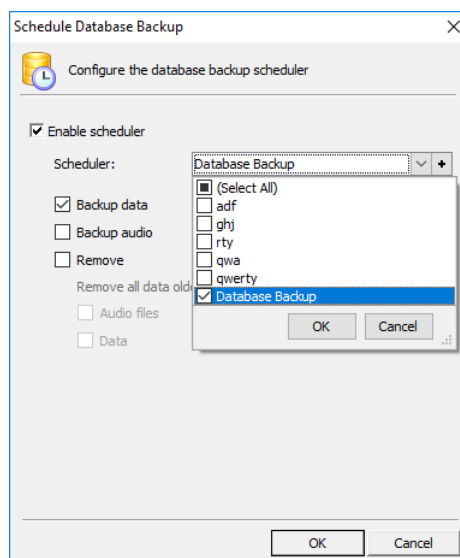 Schedule Database Backup
Configure the database backup scheduler
Enable scheduler
Scheduler:
Database Backup
(Select All)
adf
ghj
rty
qwa
qwerty
Database Backup
OK
Cancel
Backup data
Backup audio
Remove
Remove all data
Audio files
Data
OK
Cancel